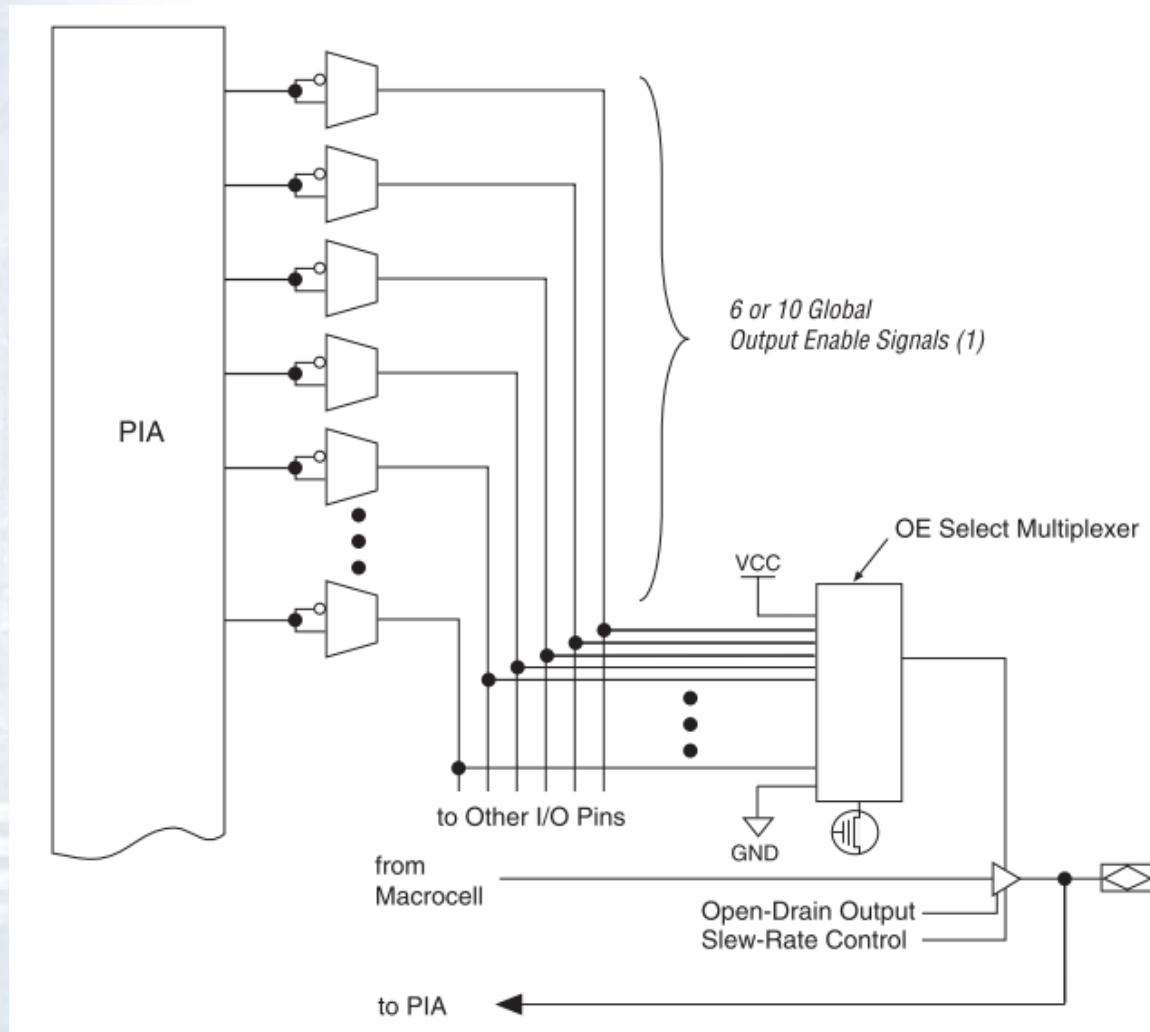 PIA
6 or 10 Global
Output Enable Signals (1)
OE Select Multiplexer
VCC
to Other I/O Pins
GND
from
Macrocell
Open-Drain Output
Slew-Rate Control
to PIA